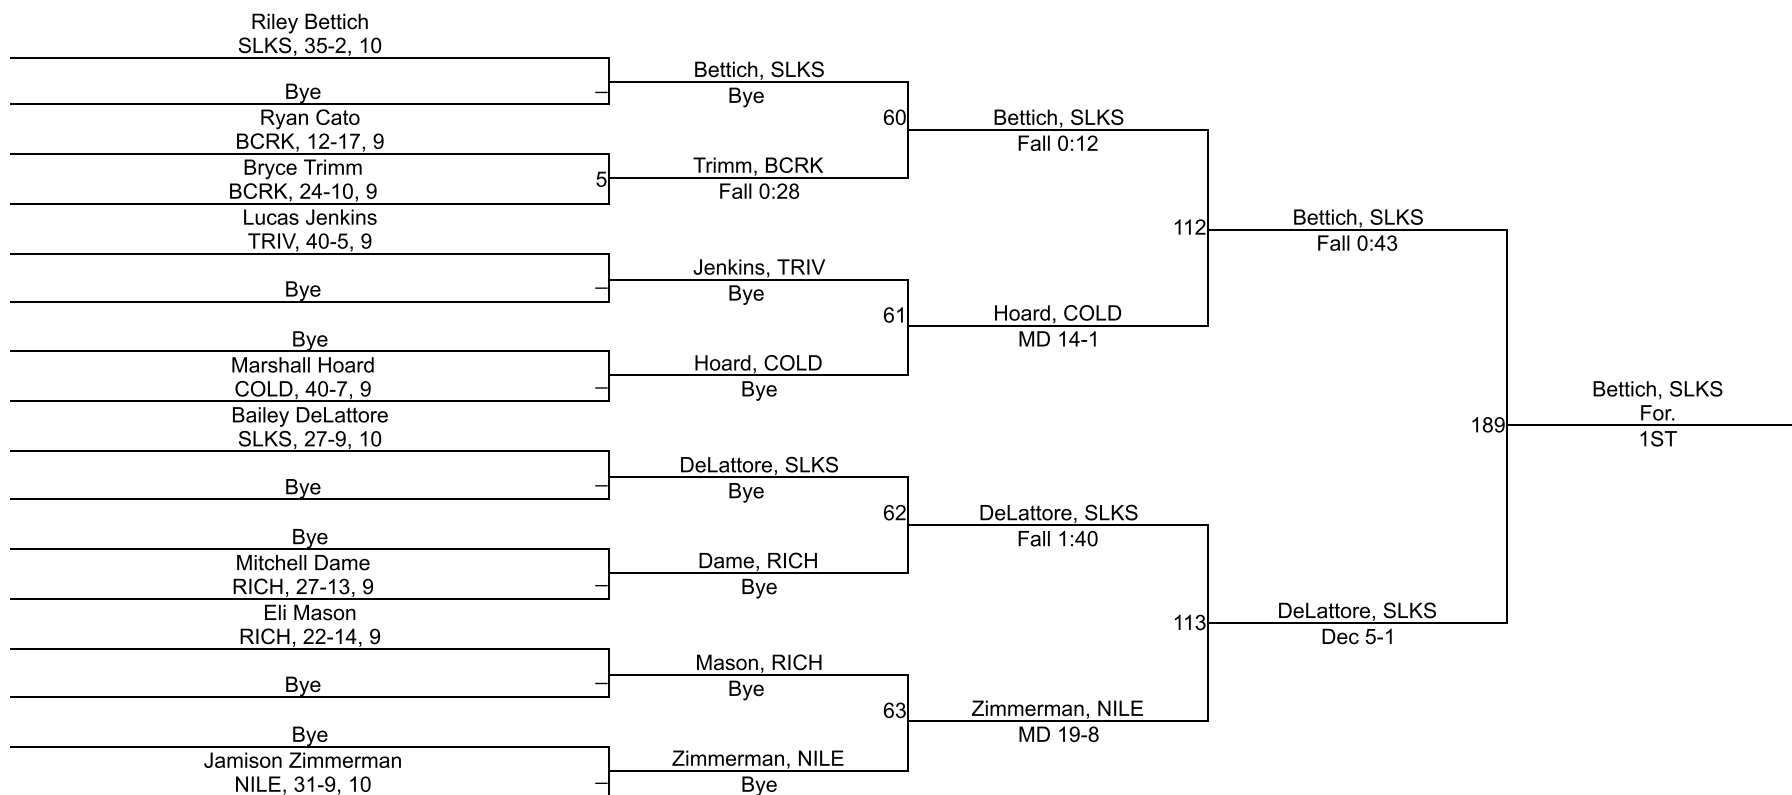 Riley Bettich
SLKS, 35-2, 10
Bye
–
Ryan Cato
BCRK, 12-17, 9
Bryce Trimm
BCRK, 24-10, 9
5
Lucas Jenkins
TRIV, 40-5, 9
Bye
–
Bye
Marshall Hoard
COLD, 40-7, 9
–
Bailey DeLattore
SLKS, 27-9, 10
Bye
–
Bye
Mitchell Dame
RICH, 27-13, 9
–
Eli Mason
RICH, 22-14, 9
Bye
–
Bye
Jamison Zimmerman
NILE, 31-9, 10
–
Bettich, SLKS
Bye
60
Trimm, BCRK
Fall 0:28
Jenkins, TRIV
Bye
61
Hoard, COLD
Bye
DeLattore, SLKS
Bye
62
Dame, RICH
Bye
Mason, RICH
Bye
63
Zimmerman, NILE
Bye
Bettich, SLKS
Fall 0:12
112
Hoard, COLD
MD 14-1
DeLattore, SLKS
Fall 1:40
113
Zimmerman, NILE
MD 19-8
Bettich, SLKS
Fall 0:43
189
DeLattore, SLKS
Dec 5-1
Bettich, SLKS
For.
1ST